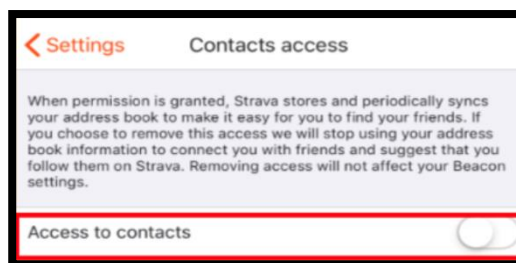 Settings Contacts access
When permission is granted, Strava stores and periodically syncs
your address book to make it easy for you to find your friends. If
you choose to remove this access we will stop using your address
book information to connect you with friends and suggest that you
follow them on Strava. Removing access will not affect your Beacon
settings.
Access to contacts